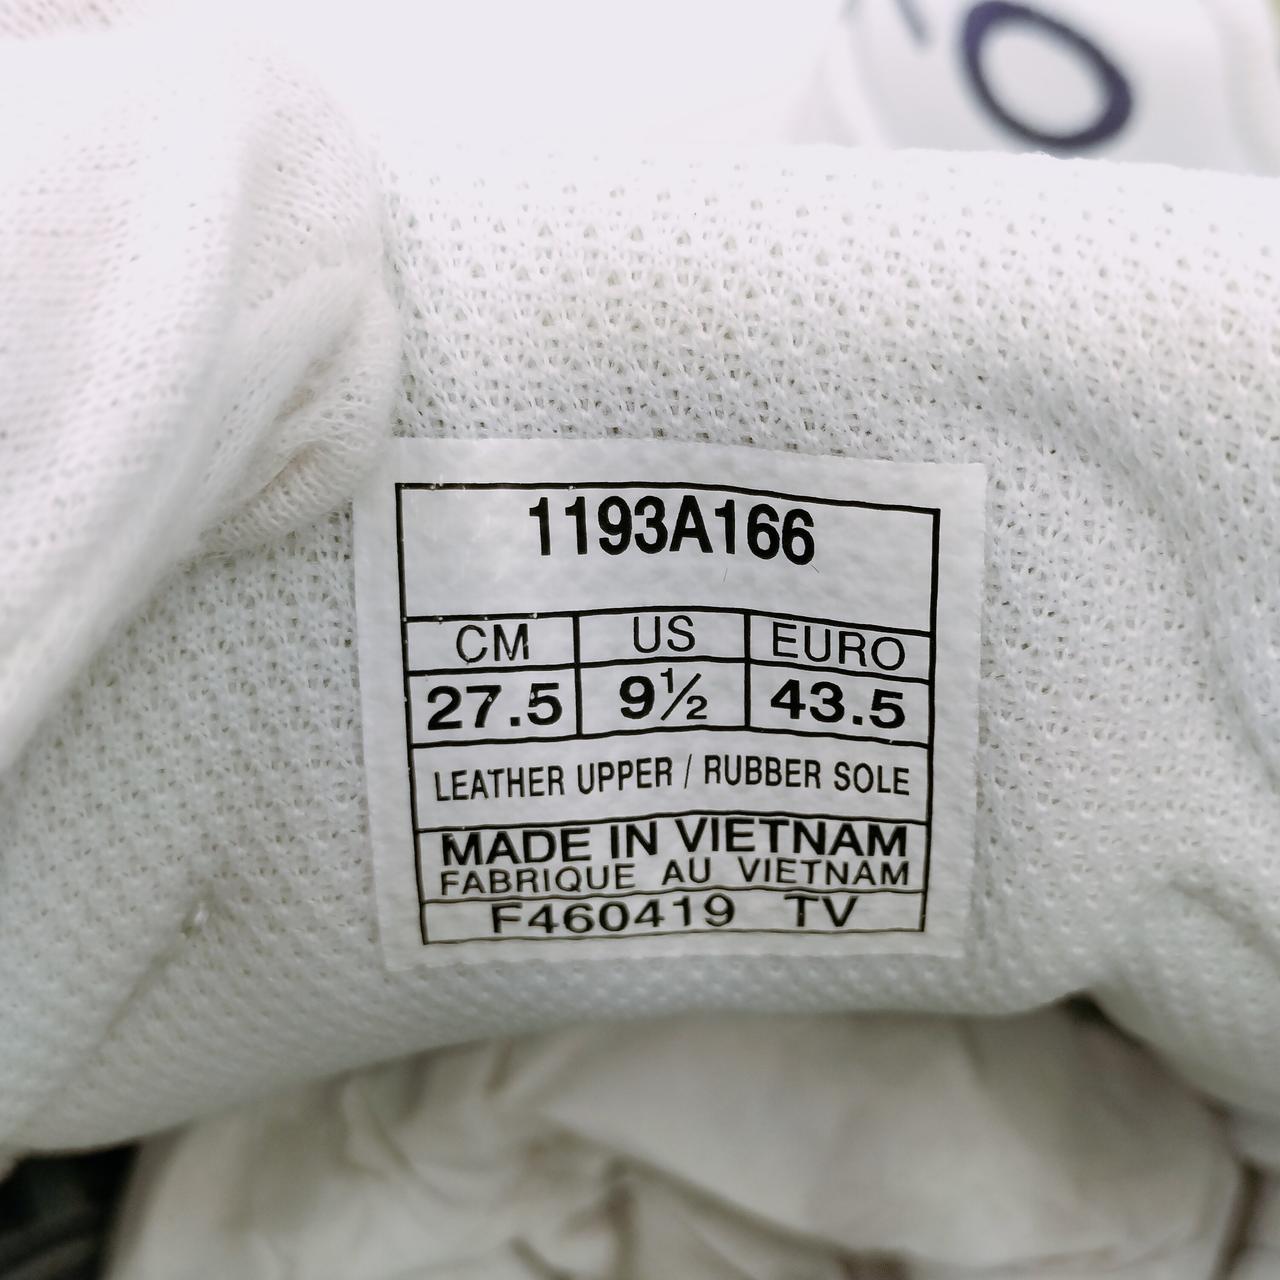 1193A166
CM US EURO
27.5 9½ 43.5
LEATHER UPPER / RUBBER SOLE
MADE IN VIETNAM
FABRIQUE AU VIETNAM
F460419 TV